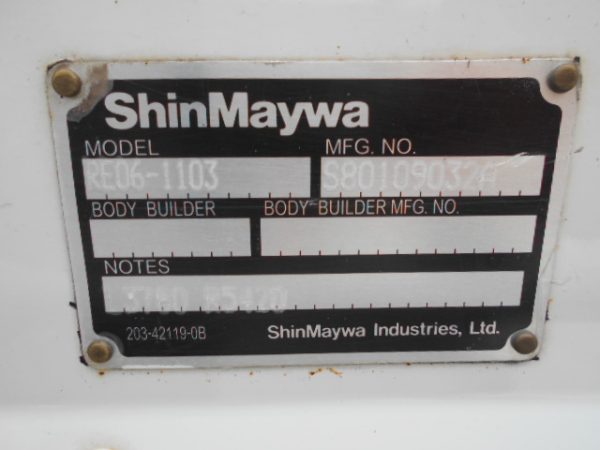 ShinMaywa
MODEL MFG. NO.
RE06-1103
BODY BUILDER BODY BUILDER MFG. NO.
NOTES
203-42119-0B ShinMaywa Industries, Ltd.